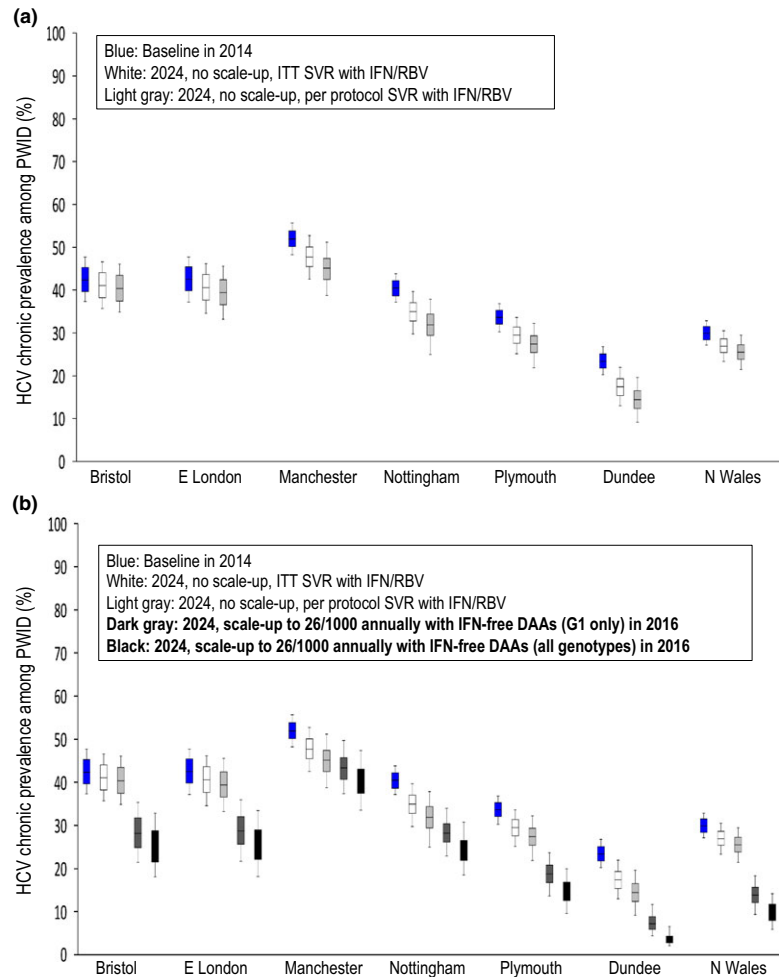 (a)
Blue: Baseline in 2014
White: 2024, no scale-up, ITT SVR with IFN/RBV
Light gray: 2024, no scale-up, per protocol SVR with IFN/RBV
HCV chronic prevalence among PWID (%)
100
90
80
70
60
50
40
30
20
10
0
Bristol E London Manchester Nottingham Plymouth Dundee N Wales
(b)
Blue: Baseline in 2014
White: 2024, no scale-up, ITT SVR with IFN/RBV
Light gray: 2024, no scale-up, per protocol SVR with IFN/RBV
Dark gray: 2024, scale-up to 26/1000 annually with IFN-free DAAs (G1 only) in 2016
Black: 2024, scale-up to 26/1000 annually with IFN-free DAAs (all genotypes) in 2016
HCV chronic prevalence among PWID (%)
100
90
80
70
60
50
40
30
20
10
0
Bristol E London Manchester Nottingham Plymouth Dundee N Wales